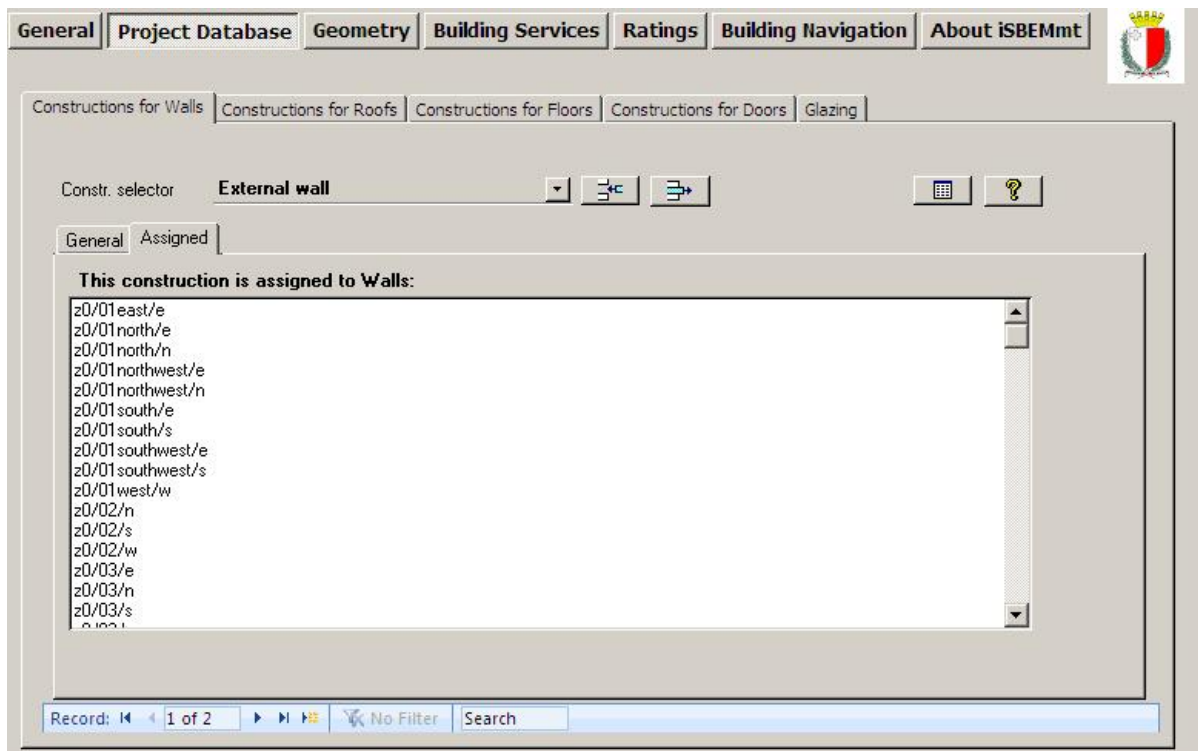 General Project Database Geometry Building Services Ratings Building Navigation About iSBEMmt
Constructions for Walls Constructions for Roofs Constructions for Floors Constructions for Doors Glazing
Constr. selector External wall
General Assigned
This construction is assigned to Walls:
z0/01east/e
z0/01north/e
z0/01north/n
z0/01northwest/e
z0/01northwest/n
z0/01south/e
z0/01south/s
z0/01southwest/e
z0/01southwest/s
z0/01west/w
z0/02/n
z0/02/s
z0/02/w
z0/03/e
z0/03/n
z0/03/s
Record: 1 of 2 No Filter Search